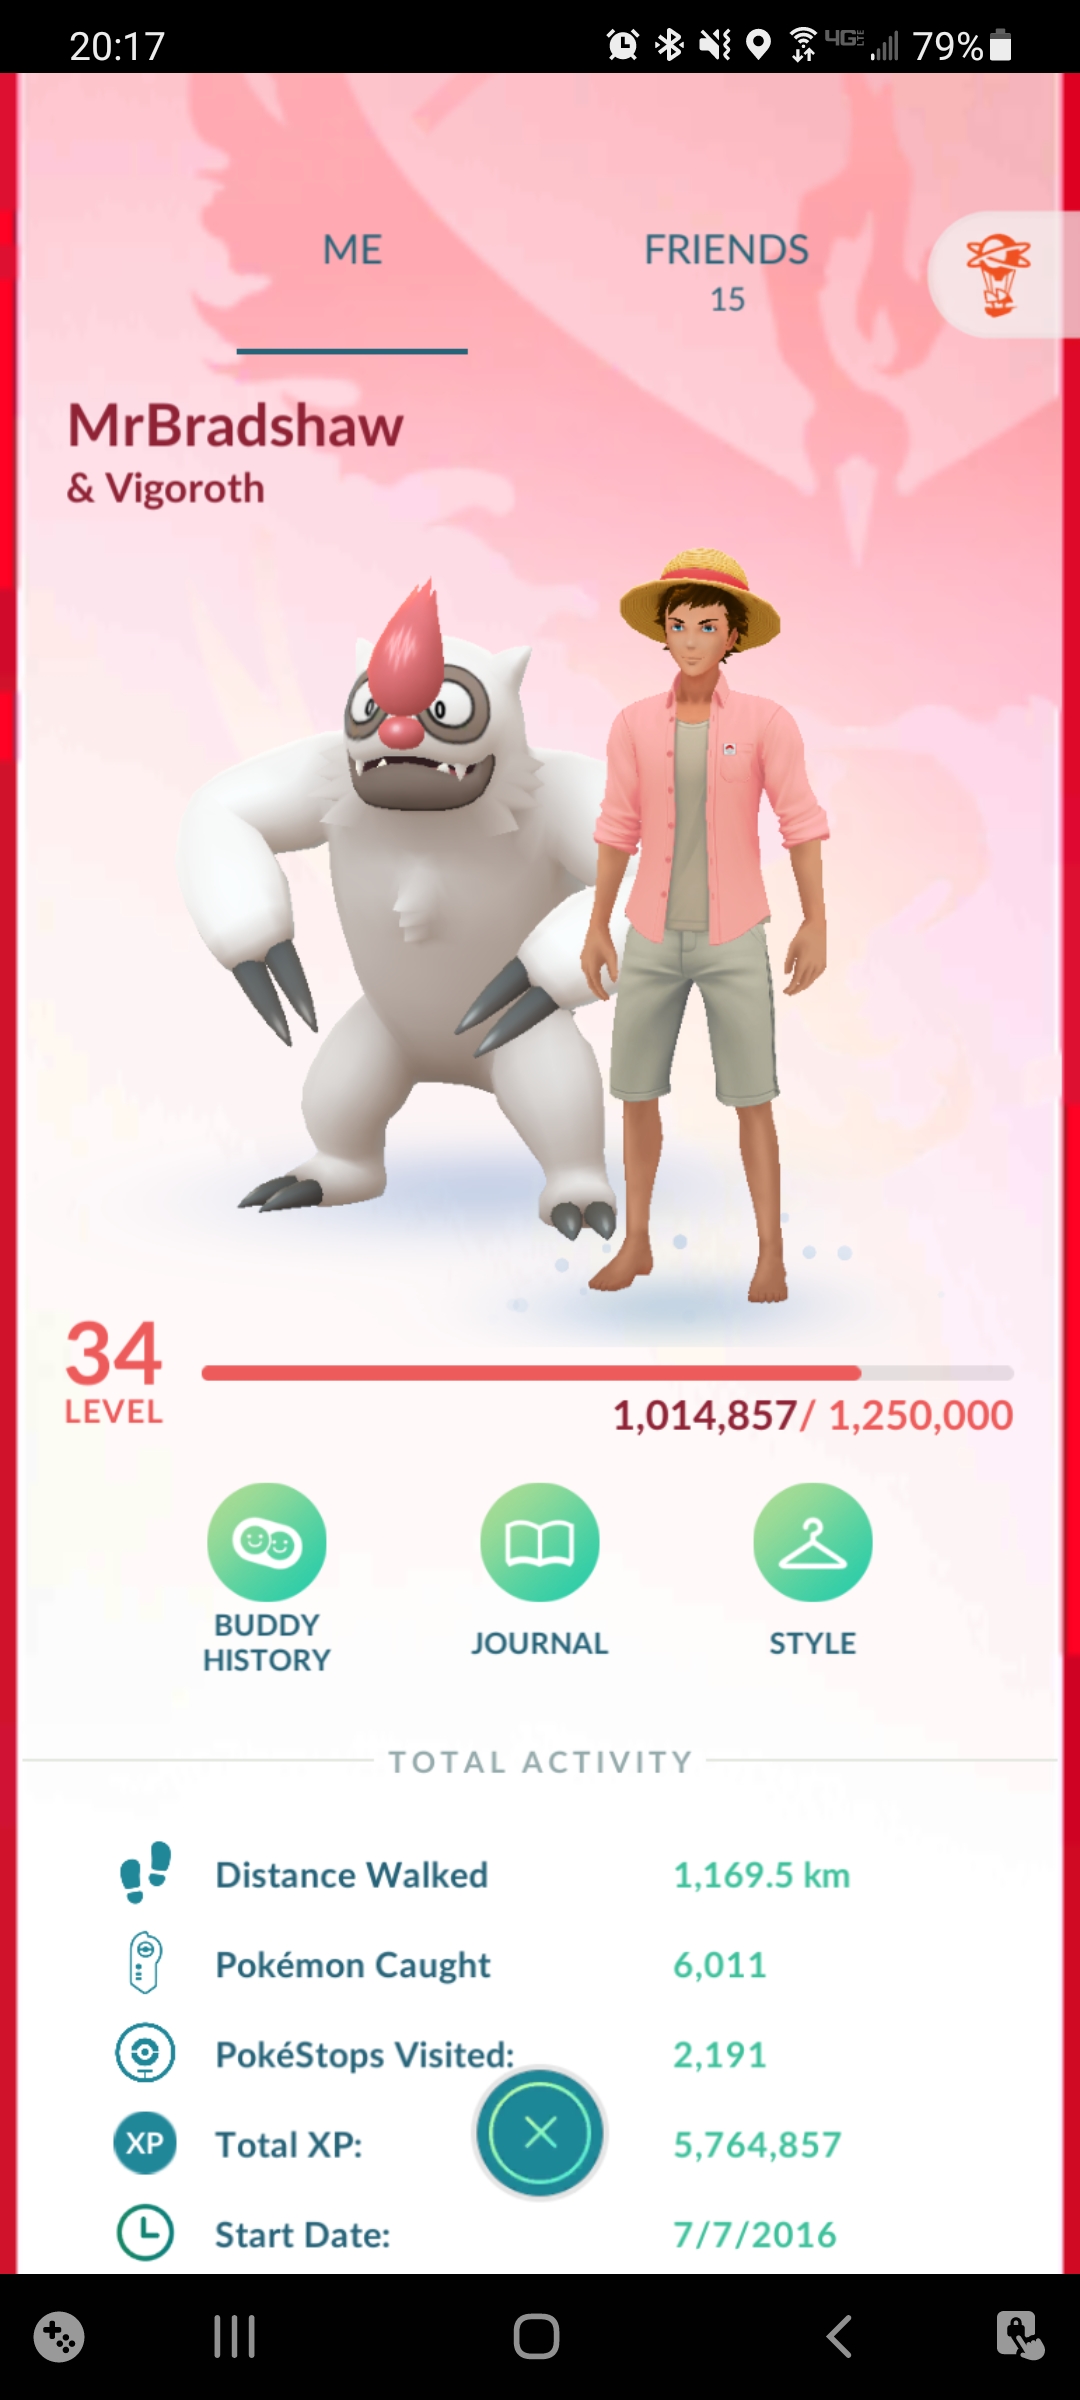 20:17 4G LTE 79%
ME FRIENDS
15
MrBradshaw
& Vigoroth
34
LEVEL
1,014,857/ 1,250,000
BUDDY
HISTORY
JOURNAL
STYLE
TOTAL ACTIVITY
Distance Walked 1,169.5 km
Pokémon Caught 6,011
PokéStops Visited: 2,191
XP Total XP: 5,764,857
Start Date: 7/7/2016